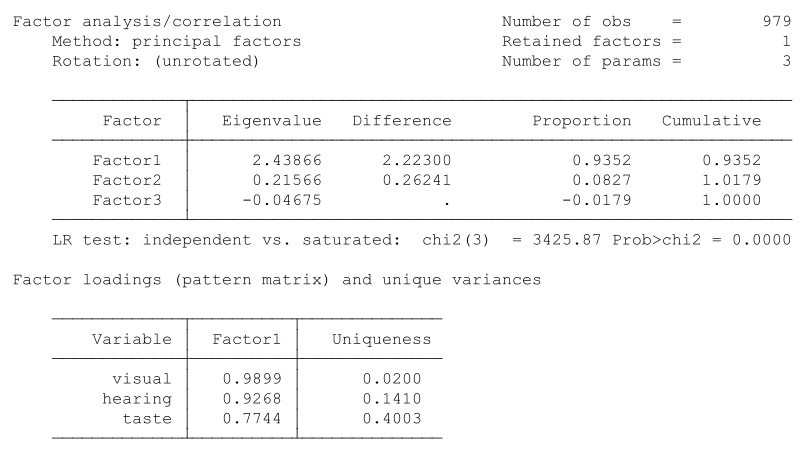 Factor analysis/correlation Number of obs = 979
Method: principal factors Retained factors = 1
Rotation: (unrotated) Number of params = 3
Factor Eigenvalue Difference Proportion Cumulative
Factor1 2.43866 2.22300 0.9352 0.9352
Factor2 0.21566 0.26241 0.0827 1.0179
Factor3 -0.04675 . -0.0179 1.0000
LR test: independent vs. saturated: chi2(3) = 3425.87 Prob>chi2 = 0.0000
Factor loadings (pattern matrix) and unique variances
Variable Factor1 Uniqueness
visual 0.9899 0.0200
hearing 0.9268 0.1410
taste 0.7744 0.4003